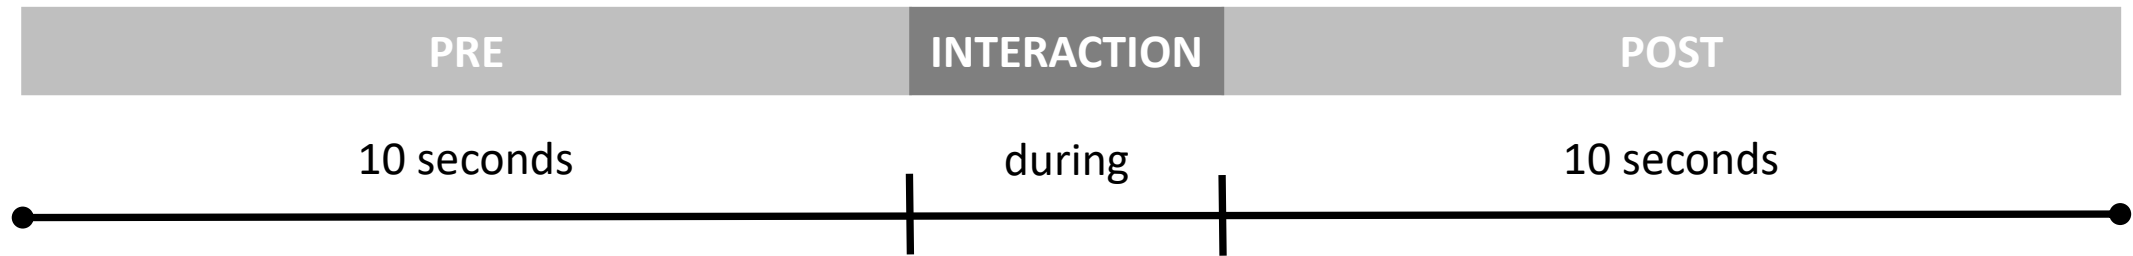 PRE INTERACTION POST
10 seconds during 10 seconds